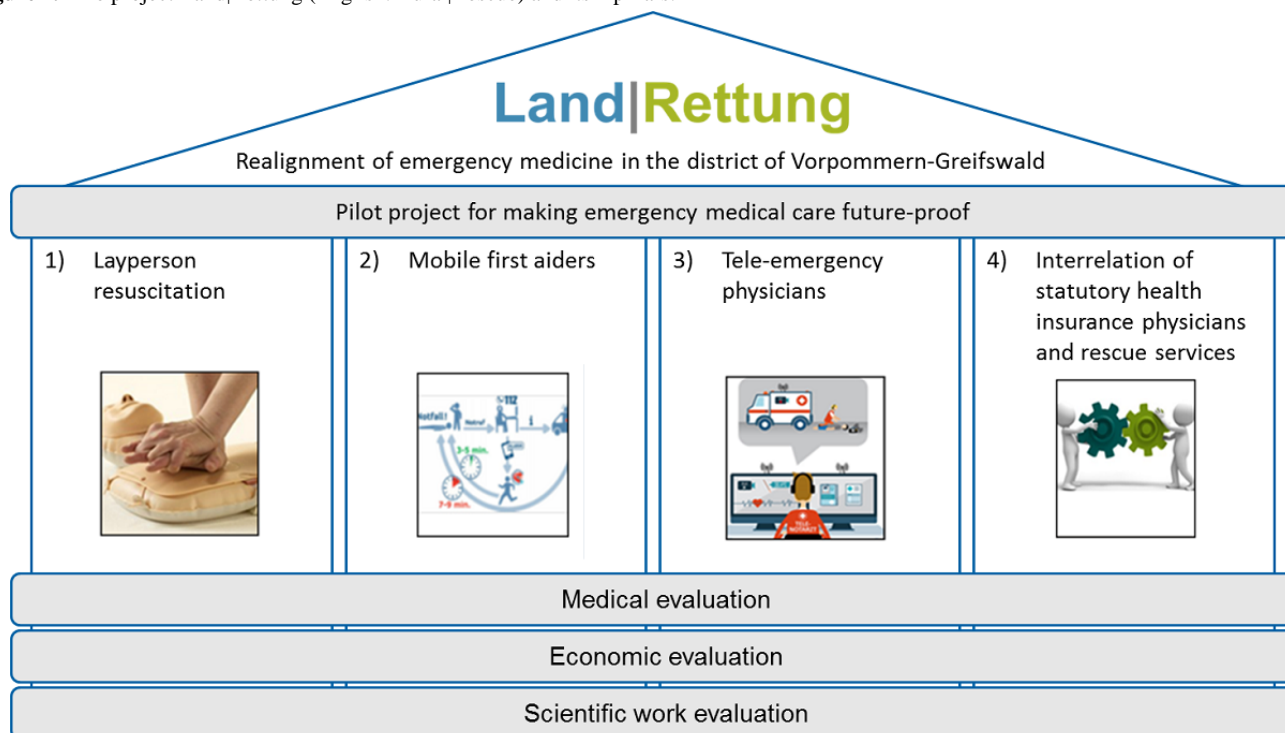 Land|Rettung
Realignment of emergency medicine in the district of Vorpommern-Greifswald
Pilot project for making emergency medical care future-proof
1) Layperson
resuscitation
2) Mobile first aiders
3) Tele-emergency
physicians
4) Interrelation of
statutory health
insurance physicians
and rescue services
Notfall!
Notruf
112
3-5 min.
7-9 min.
TELE-
NOTARZT
Medical evaluation
Economic evaluation
Scientific work evaluation